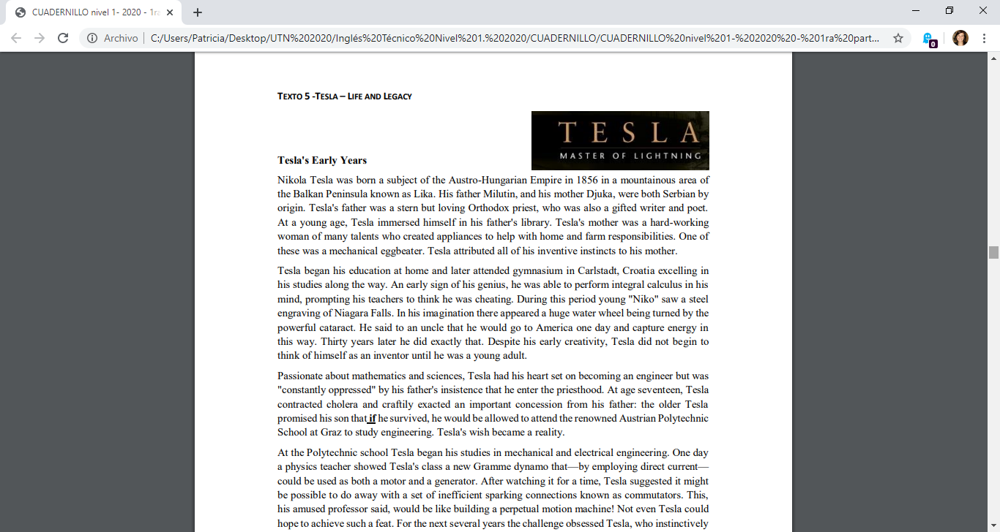 CUADERNILLO nivel 1- 2020 - 1ra
Archivo
C:/Users/Patricia/Desktop/UTN%202020/Inglés%20Técnico%20Nivel%201.%202020/CUADERNILLO/CUADERNILLO%20nivel%201-%202020%20-%201ra%20part...
0
TEXTO 5 -TESLA – LIFE AND LEGACY
TESLA
MASTER OF LIGHTNING
Tesla's Early Years
Nikola Tesla was born a subject of the Austro-Hungarian Empire in 1856 in a mountainous area of
the Balkan Peninsula known as Lika. His father Milutin, and his mother Djuka, were both Serbian by
origin. Tesla's father was a stern but loving Orthodox priest, who was also a gifted writer and poet.
At a young age, Tesla immersed himself in his father's library. Tesla's mother was a hard-working
woman of many talents who created appliances to help with home and farm responsibilities. One of
these was a mechanical eggbeater. Tesla attributed all of his inventive instincts to his mother.
Tesla began his education at home and later attended gymnasium in Carlstadt, Croatia excelling in
his studies along the way. An early sign of his genius, he was able to perform integral calculus in his
mind, prompting his teachers to think he was cheating. During this period young "Niko" saw a steel
engraving of Niagara Falls. In his imagination there appeared a huge water wheel being turned by the
powerful cataract. He said to an uncle that he would go to America one day and capture energy in
this way. Thirty years later he did exactly that. Despite his early creativity, Tesla did not begin to
think of himself as an inventor until he was a young adult.
Passionate about mathematics and sciences, Tesla had his heart set on becoming an engineer but was
"constantly oppressed" by his father's insistence that he enter the priesthood. At age seventeen, Tesla
contracted cholera and craftily exacted an important concession from his father: the older Tesla
promised his son that if he survived, he would be allowed to attend the renowned Austrian Polytechnic
School at Graz to study engineering. Tesla's wish became a reality.
At the Polytechnic school Tesla began his studies in mechanical and electrical engineering. One day
a physics teacher showed Tesla's class a new Gramme dynamo that—by employing direct current—
could be used as both a motor and a generator. After watching it for a time, Tesla suggested it might
be possible to do away with a set of inefficient sparking connections known as commutators. This,
his amused professor said, would be like building a perpetual motion machine! Not even Tesla could
hope to achieve such a feat. For the next several years the challenge obsessed Tesla, who instinctively